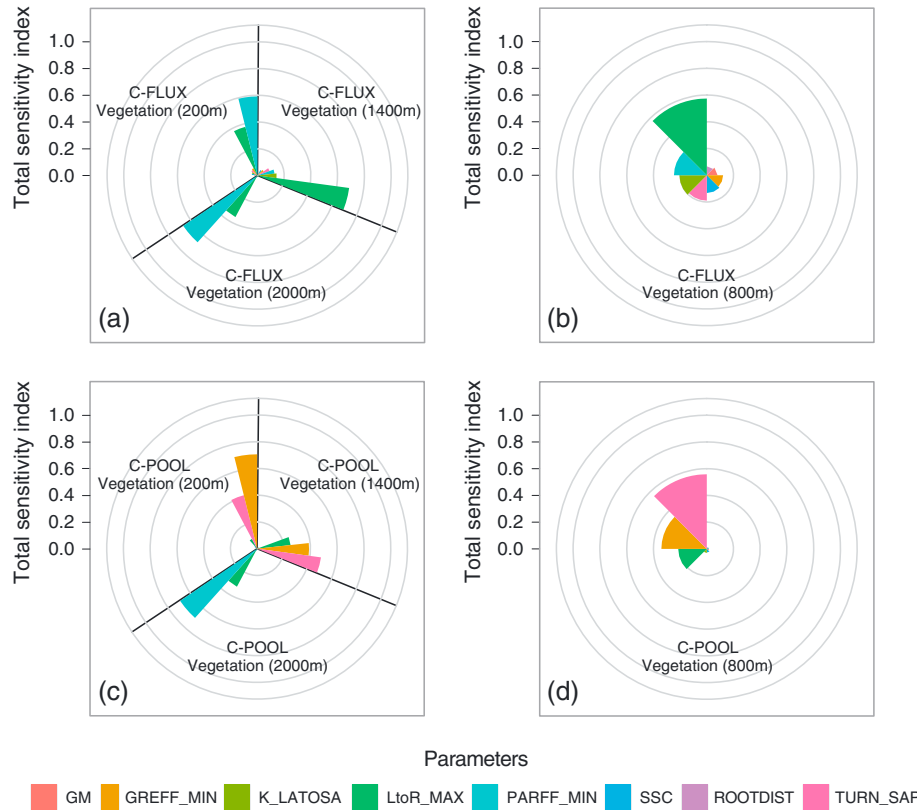 Total sensitivity index
1.0
0.8
0.6
0.4
0.2
0.0
C-FLUX
Vegetation (200m)
C-FLUX
Vegetation (1400m)
C-FLUX
Vegetation (2000m)
(a)
Total sensitivity index
1.0
0.8
0.6
0.4
0.2
0.0
C-FLUX
Vegetation (800m)
(b)
Total sensitivity index
1.0
0.8
0.6
0.4
0.2
0.0
C-POOL
Vegetation (200m)
C-POOL
Vegetation (1400m)
C-POOL
Vegetation (2000m)
(c)
Total sensitivity index
1.0
0.8
0.6
0.4
0.2
0.0
C-POOL
Vegetation (800m)
(d)
Parameters
GM GREFF_MIN K_LATOSA LtoR_MAX PARFF_MIN SSC ROOTDIST TURN_SAP